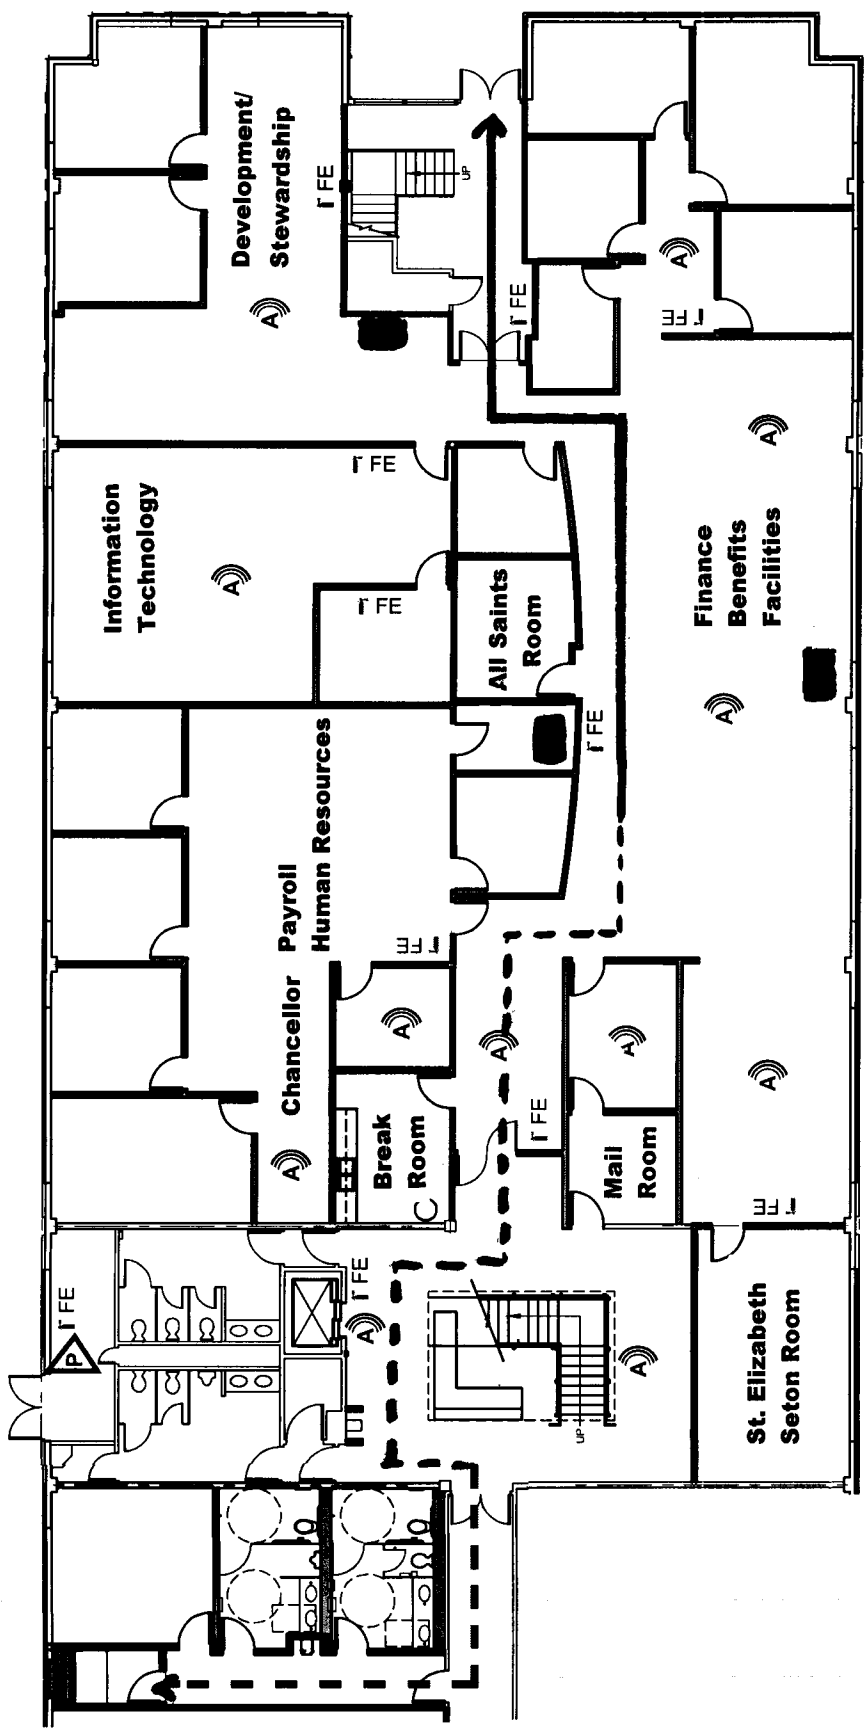 Development/
Stewardship
FE
UP
A
FE
A
FE
Information
Technology
FE
A
FE
A
Finance
Benefits
Facilities
All Saints
Room
A
FE
Payroll
Human Resources
FE
Chancellor
A
A
A
A
A
Break
Room
C
FE
Mail
Room
FE
FE
P
FE
A
A
UP
St. Elizabeth
Seton Room